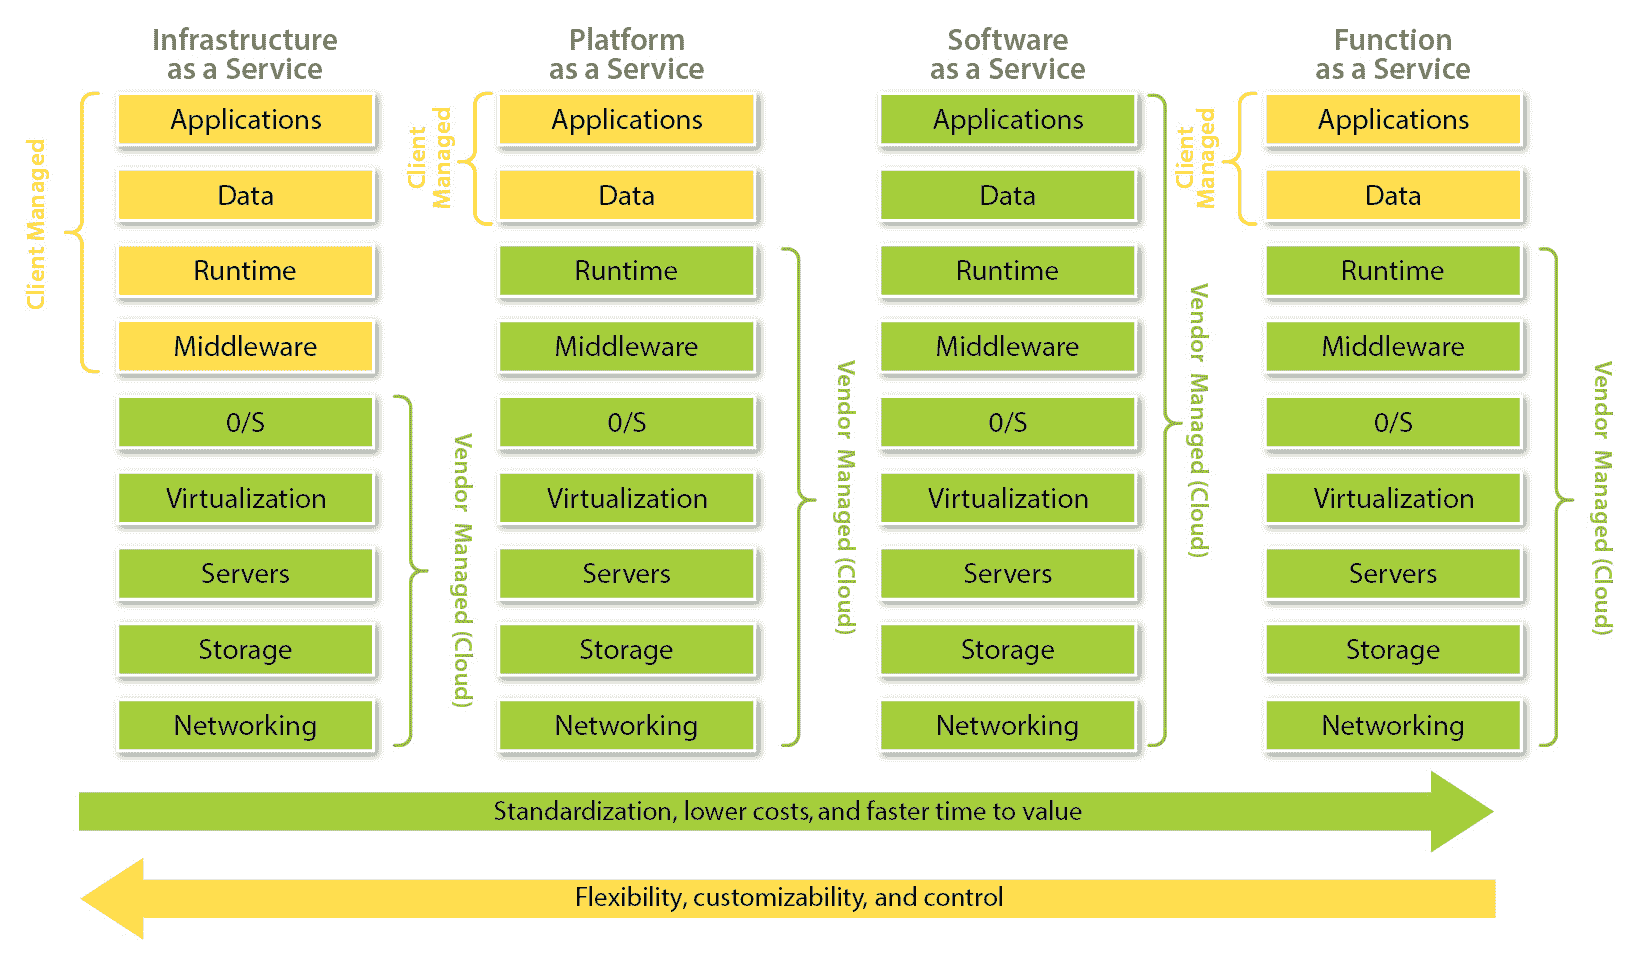 Infrastructure
as a Service
Client Managed
Applications
Data
Runtime
Middleware
0/S
Virtualization
Servers
Storage
Networking
Vendor Managed (Cloud)
Platform
as a Service
Client
Managed
Applications
Data
Runtime
Middleware
0/S
Virtualization
Servers
Storage
Networking
Vendor Managed (Cloud)
Software
as a Service
Applications
Data
Runtime
Middleware
0/S
Virtualization
Servers
Storage
Networking
Vendor Managed (Cloud)
Function
as a Service
Client
Managed
Applications
Data
Runtime
Middleware
0/S
Virtualization
Servers
Storage
Networking
Vendor Managed (Cloud)
Standardization, lower costs, and faster time to value
Flexibility, customizability, and control